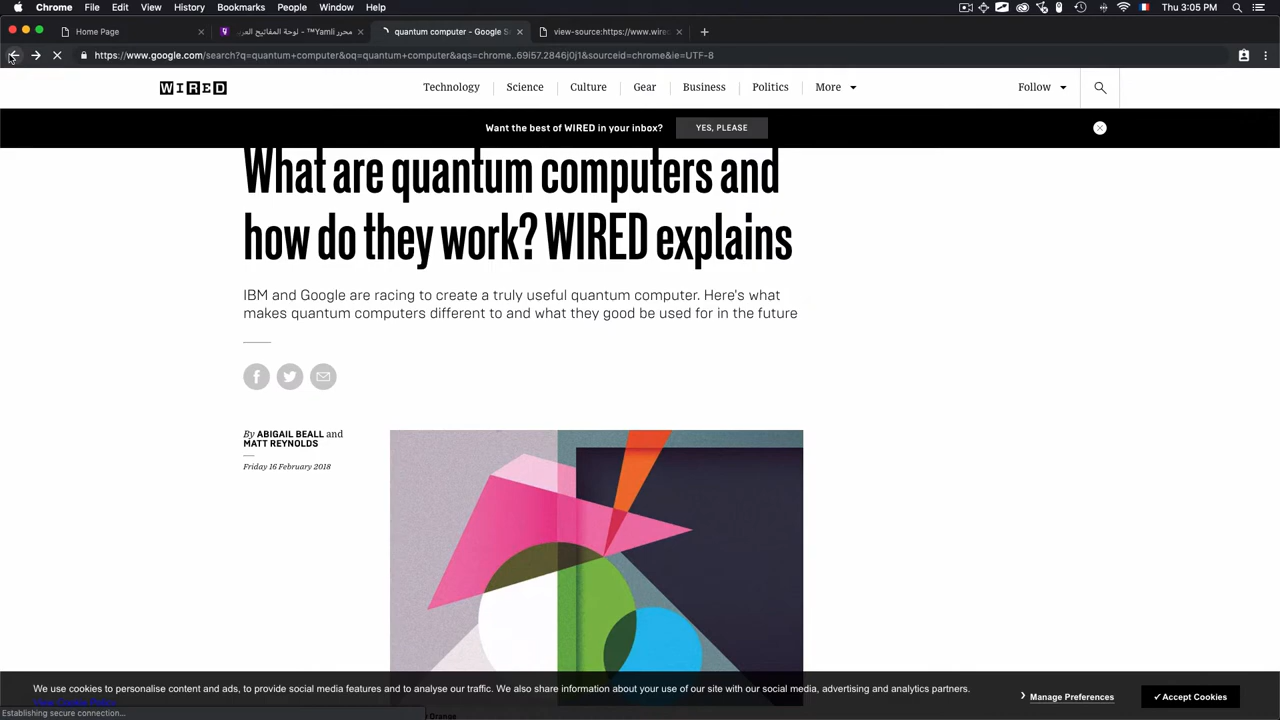 Chrome File Edit View History Bookmarks People Window Help Thu 3:05 PM
Home Page
محرر Yamli™ - لوحة المفاتيح العر
quantum computer - Google S
view-source:https://www.wired
https://www.google.com/search?q=quantum+computer&oq=quantum+computer&aqs=chrome..69i57.2846j0j1&sourceid=chrome&ie=UTF-8
WIRED Technology Science Culture Gear Business Politics More Follow
Want the best of WIRED in your inbox? YES, PLEASE
What are quantum computers and
how do they work? WIRED explains
IBM and Google are racing to create a truly useful quantum computer. Here's what
makes quantum computers different to and what they good be used for in the future
By ABIGAIL BEALL and
MATT REYNOLDS
Friday 16 February 2018
We use cookies to personalise content and ads, to provide social media features and to analyse our traffic. We also share information about your use of our site with our social media, advertising and analytics partners.
Manage Preferences
✓Accept Cookies
Establishing secure connection...
Orange